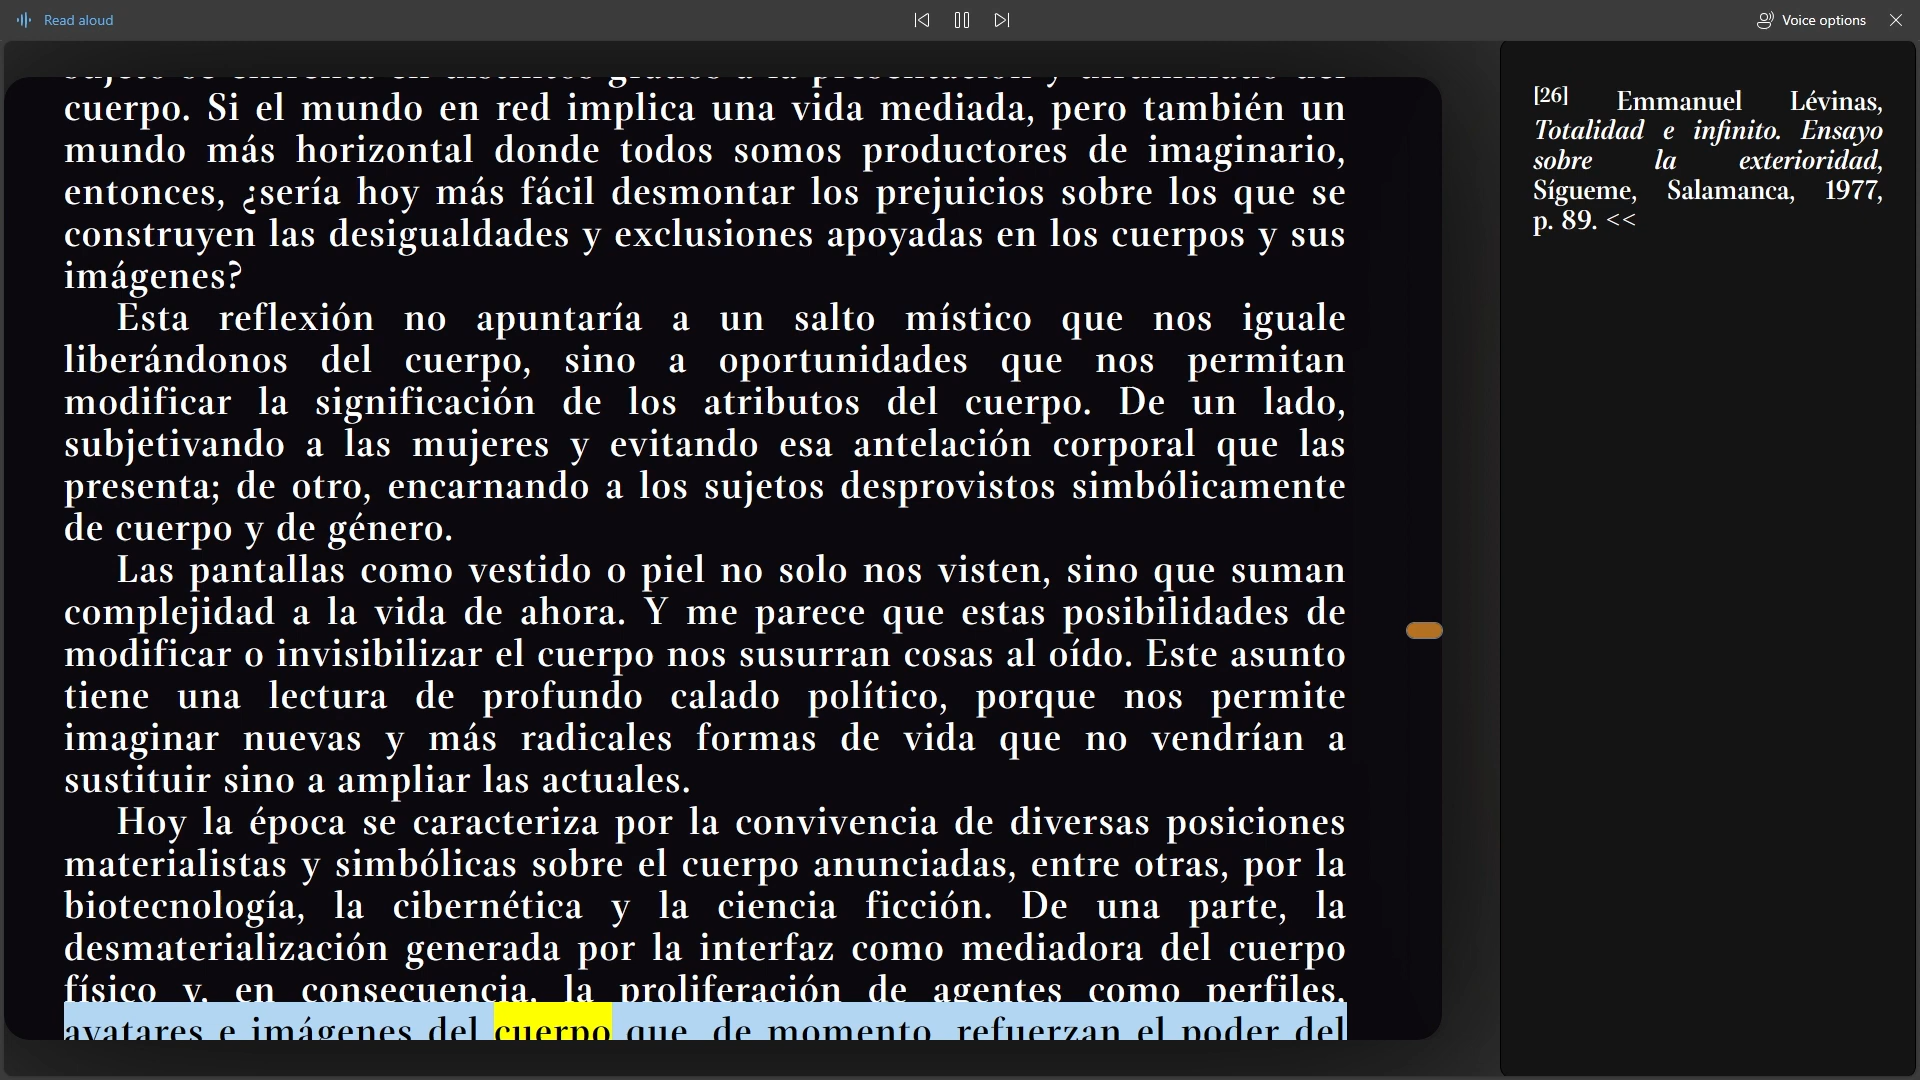 Read aloud
Voice options
cuerpo. Si el mundo en red implica una vida mediada, pero también un
mundo más horizontal donde todos somos productores de imaginario,
entonces, ¿sería hoy más fácil desmontar los prejuicios sobre los que se
construyen las desigualdades y exclusiones apoyadas en los cuerpos y sus
imágenes?
Esta reflexión no apuntaría a un salto místico que nos iguale
liberándonos del cuerpo, sino a oportunidades que nos permitan
modificar la significación de los atributos del cuerpo. De un lado,
subjetivando a las mujeres y evitando esa antelación corporal que las
presenta; de otro, encarnando a los sujetos desprovistos simbólicamente
de cuerpo y de género.
Las pantallas como vestido o piel no solo nos visten, sino que suman
complejidad a la vida de ahora. Y me parece que estas posibilidades de
modificar o invisibilizar el cuerpo nos susurran cosas al oído. Este asunto
tiene una lectura de profundo calado político, porque nos permite
imaginar nuevas y más radicales formas de vida que no vendrían a
sustituir sino a ampliar las actuales.
Hoy la época se caracteriza por la convivencia de diversas posiciones
materialistas y simbólicas sobre el cuerpo anunciadas, entre otras, por la
biotecnología, la cibernética y la ciencia ficción. De una parte, la
desmaterialización generada por la interfaz como mediadora del cuerpo
físico y, en consecuencia, la proliferación de agentes como perfiles,
avatares e imágenes del cuerpo que, de momento, refuerzan el poder del
[26] Emmanuel Lévinas,
Totalidad e infinito. Ensayo
sobre la exterioridad,
Sígueme, Salamanca, 1977,
p. 89. <<